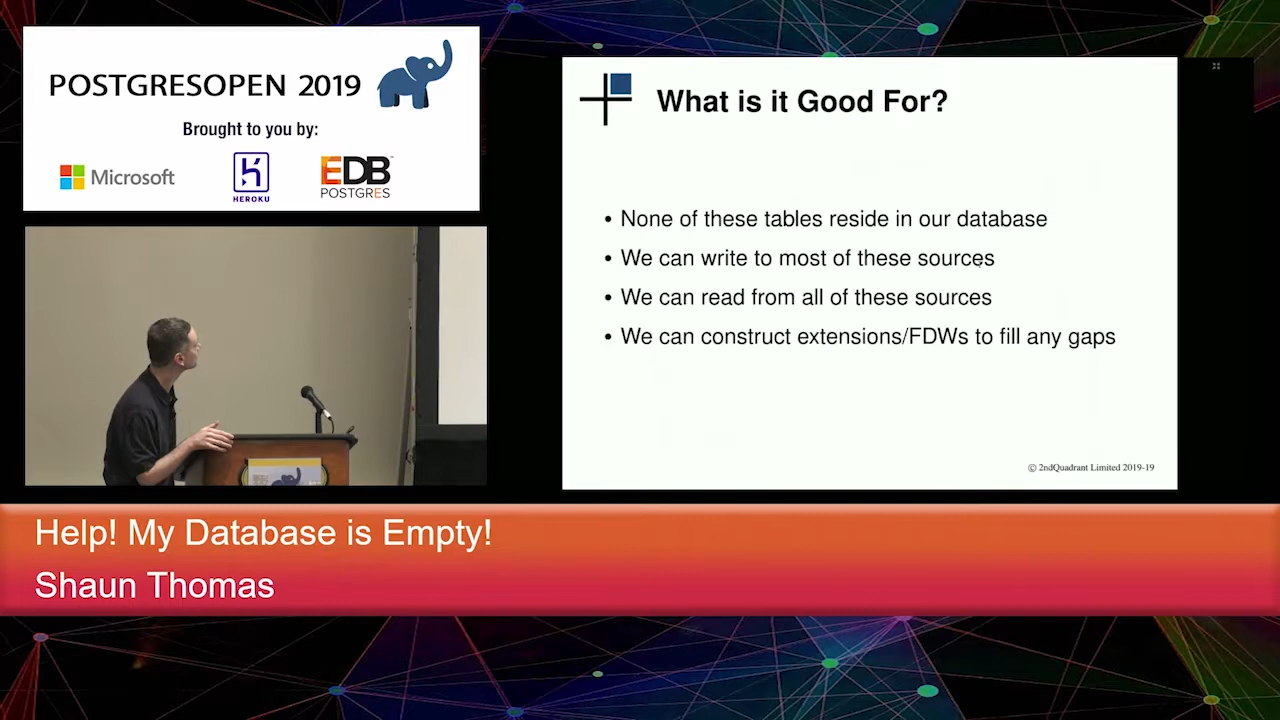 POSTGRESOPEN 2019
Brought to you by:
Microsoft
HEROKU
EDB
POSTGRES
What is it Good For?
• None of these tables reside in our database
• We can write to most of these sources
• We can read from all of these sources
• We can construct extensions/FDWs to fill any gaps
© 2ndQuadrant Limited 2019-19
Help! My Database is Empty!
Shaun Thomas